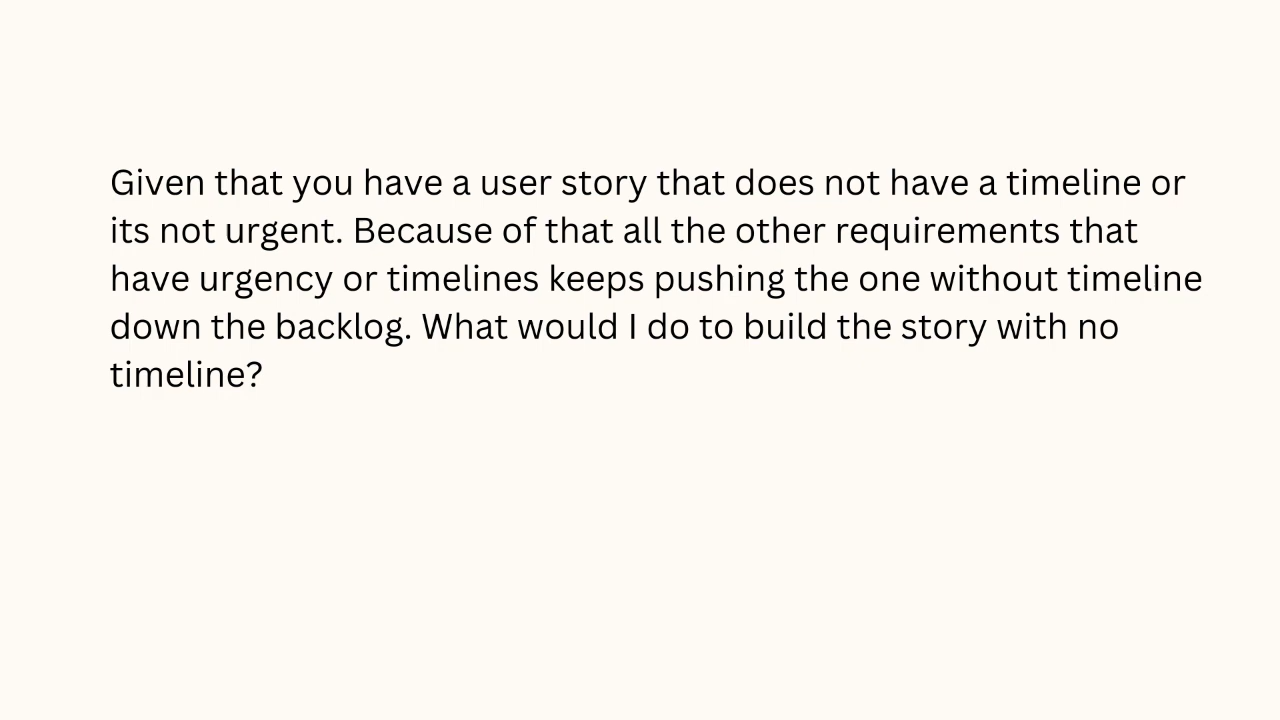 Given that you have a user story that does not have a timeline or
its not urgent. Because of that all the other requirements that
have urgency or timelines keeps pushing the one without timeline
down the backlog. What would I do to build the story with no
timeline?